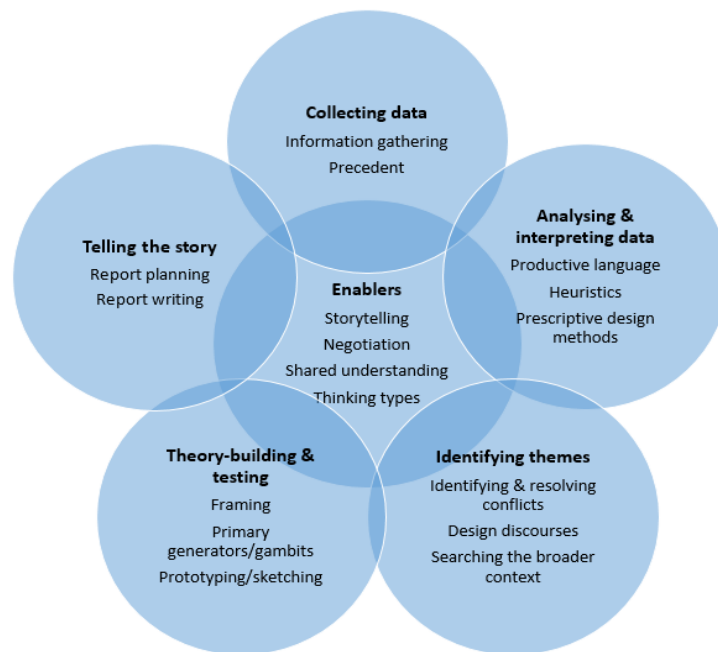 Collecting data
Information gathering
Precedent
Telling the story
Report planning
Report writing
Analysing &
interpreting data
Productive language
Heuristics
Prescriptive design
methods
Enablers
Storytelling
Negotiation
Shared understanding
Thinking types
Theory-building &
testing
Framing
Primary
generators/gambits
Prototyping/sketching
Identifying themes
Identifying & resolving
conflicts
Design discourses
Searching the broader
context